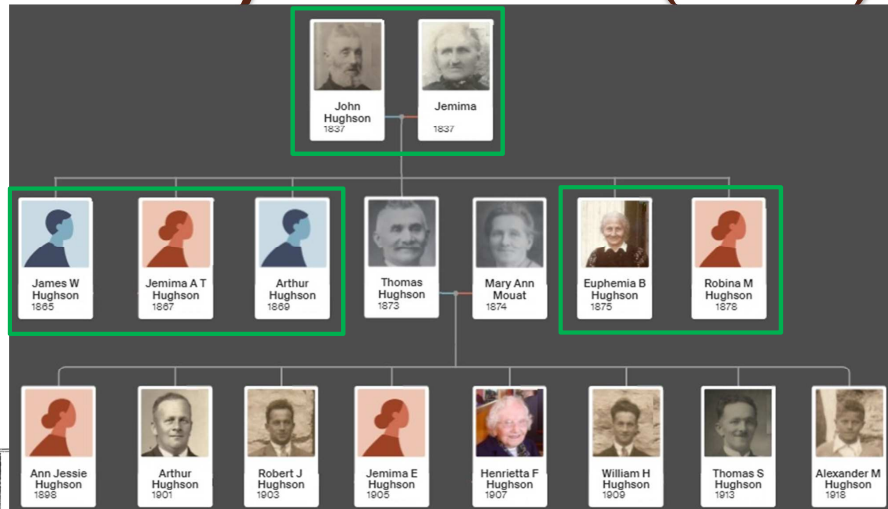 John
Hughson
1837
Jemima
1837
James W
Hughson
1865
Jemima A T
Hughson
1867
Arthur
Hughson
1869
Thomas
Hughson
1873
Mary Ann
Mouat
1874
Euphemia B
Hughson
1875
Robina M
Hughson
1878
Ann Jessie
Hughson
1898
Arthur
Hughson
1901
Robert J
Hughson
1903
Jemima E
Hughson
1905
Henrietta F
Hughson
1907
William H
Hughson
1909
Thomas S
Hughson
1913
Alexander M
Hughson
1918